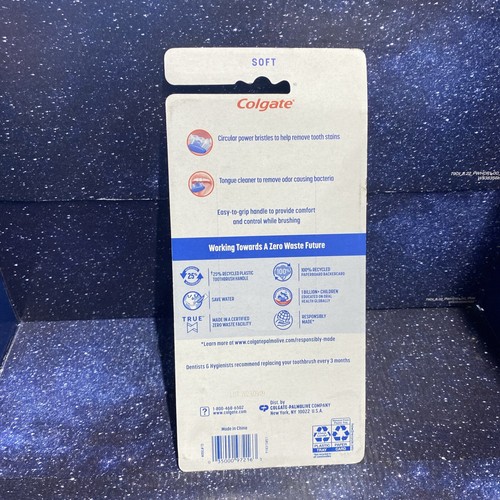 SOFT
Colgate
Circular power bristles to help remove tooth stains
Tongue cleaner to remove odor causing bacteria
Easy-to-grip handle to provide comfort
and control while brushing
Working Towards A Zero Waste Future
25%
†25% RECYCLED PLASTIC
TOOTHBRUSH HANDLE
100%
100% RECYCLED
PAPERBOARD BACKERCARD
SAVE WATER
1 BILLION+ CHILDREN
EDUCATED ON ORAL
HEALTH GLOBALLY
TRUE
MADE IN A CERTIFIED
ZERO WASTE FACILITY
RESPONSIBLY
MADE*
*Learn more at www.colgatepalmolive.com/responsibly-made
Dentists & Hygienists recommend replacing your toothbrush every 3 months
?
1-800-468-6502
www.colgate.com
Dist. by
COLGATE-PALMOLIVE COMPANY
New York, NY 10022 U.S.A.
Made in China
PLASTIC
TRAY
PAPER
CARD